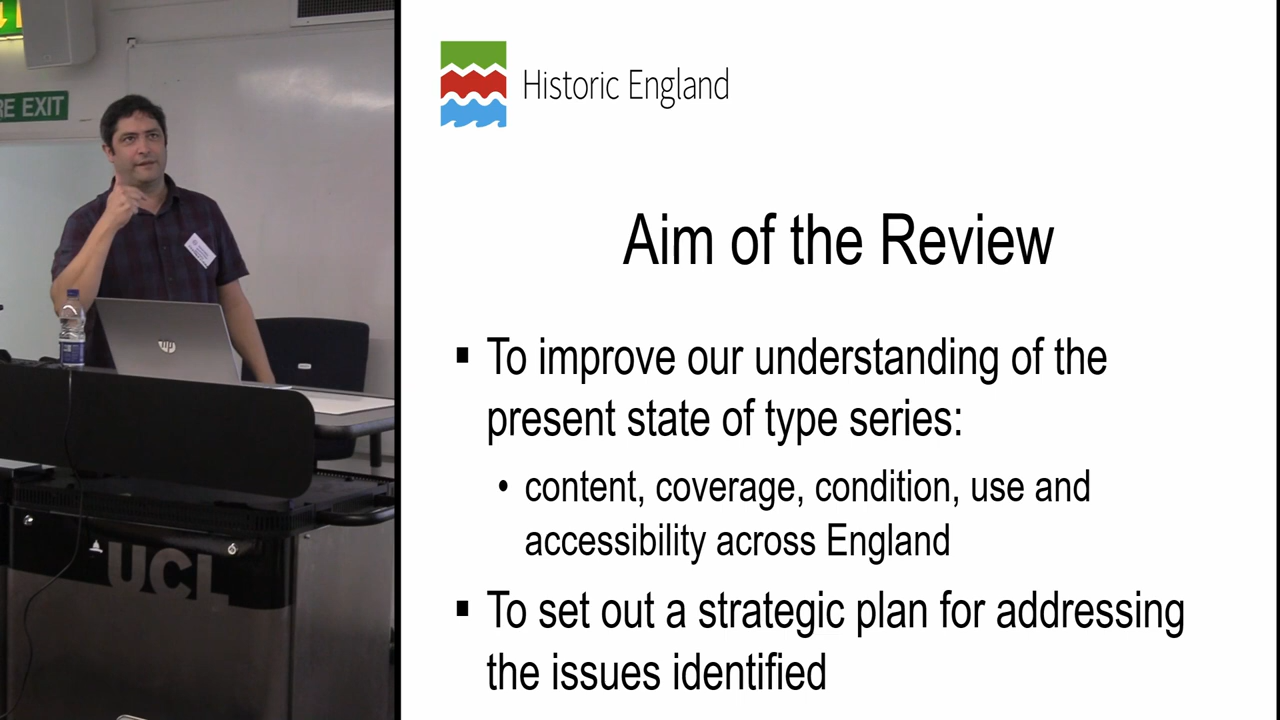 RE EXIT
hp
UCL
Historic England
Aim of the Review
▪ To improve our understanding of the
present state of type series:
• content, coverage, condition, use and
accessibility across England
▪ To set out a strategic plan for addressing
the issues identified